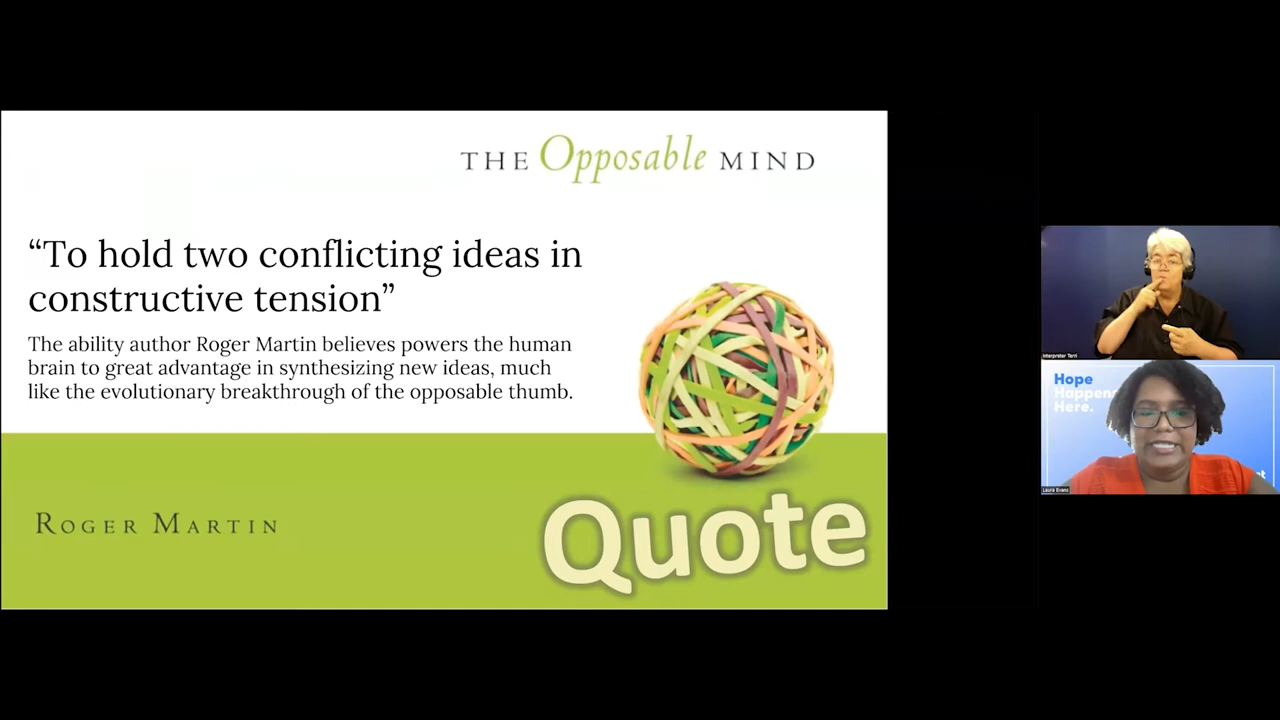 THE Opposable MIND
“To hold two conflicting ideas in
constructive tension”
The ability author Roger Martin believes powers the human
brain to great advantage in synthesizing new ideas, much
like the evolutionary breakthrough of the opposable thumb.
ROGER MARTIN
Quote
Interpreter Terri
Hope
Happens
Here.
Laurie Evans